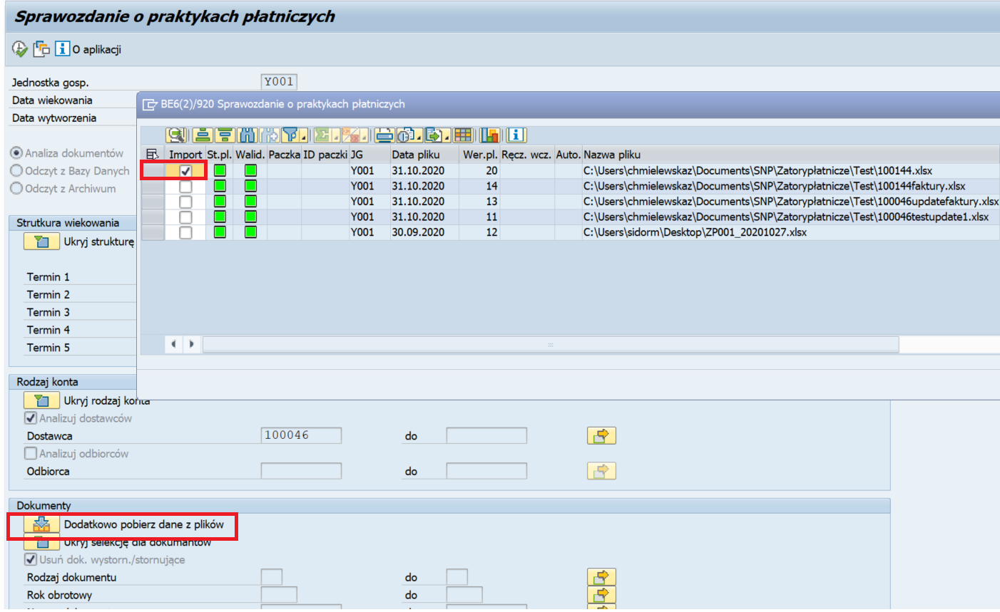 Sprawozdanie o praktykach płatniczych
O aplikacji
Jednostka gosp. Y001
Data wiekowania
Data wytworzenia
Analiza dokumentów
Odczyt z Bazy Danych
Odczyt z Archiwum
Strutkura wiekowania
Ukryj strukturę
Termin 1
Termin 2
Termin 3
Termin 4
Termin 5
BE6(2)/920 Sprawozdanie o praktykach płatniczych
Import St.pl. Walid. Paczka ID paczki JG Data pliku Wer.pl. Ręcz. wcz. Auto. Nazwa pliku
Y001 31.10.2020 20 C:\Users\chmielewskaz\Documents\SNP\Zatorypłatnicze\Test\100144.xlsx
Y001 31.10.2020 14 C:\Users\chmielewskaz\Documents\SNP\Zatorypłatnicze\Test\100144faktury.xlsx
Y001 31.10.2020 13 C:\Users\chmielewskaz\Documents\SNP\Zatorypłatnicze\Test\100046updatefaktury.xlsx
Y001 31.10.2020 11 C:\Users\chmielewskaz\Documents\SNP\Zatorypłatnicze\Test\100046testupdate1.xlsx
Y001 30.09.2020 12 C:\Users\sidorm\Desktop\ZP001_20201027.xlsx
Rodzaj konta
Ukryj rodzaj konta
Analizuj dostawców
Dostawca 100046 do
Analizuj odbiorców
Odbiorca do
Dokumenty
Dodatkowo pobierz dane z plików
Ukryj selekcję dla dokumantów
Usuń dok. wystorn./stornujące
Rodzaj dokumentu do
Rok obrotowy do